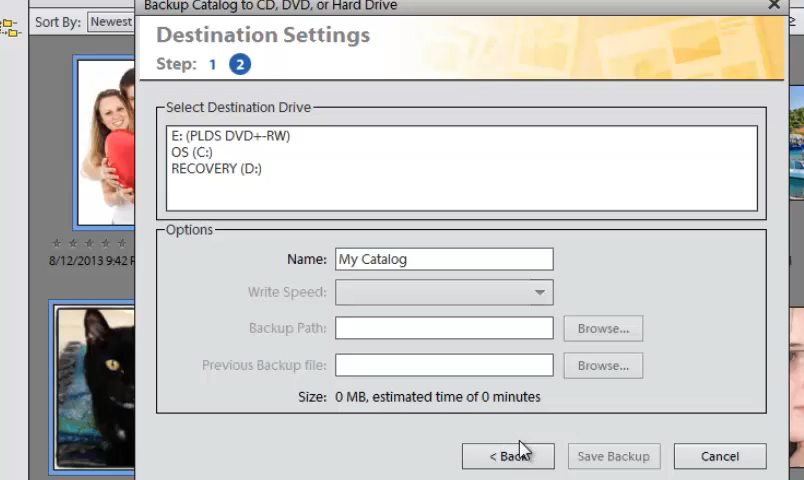 Backup Catalog to CD, DVD, or Hard Drive
Sort By: Newest
Destination Settings
Step: 1 2
Select Destination Drive
E: (PLDS DVD+-RW)
OS (C:)
RECOVERY (D:)
Options
Name: My Catalog
Write Speed:
8/12/2013 9:42 P
Backup Path: Browse...
Previous Backup file: Browse...
Size: 0 MB, estimated time of 0 minutes
< Back Save Backup Cancel